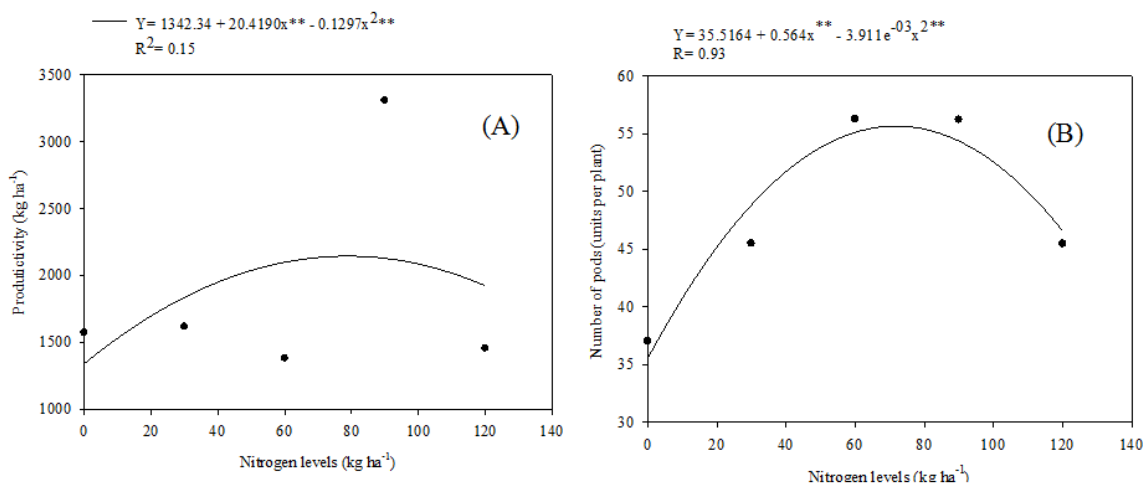 Y= 1342.34 + 20.4190x** - 0.1297x²**
R²= 0.15
3500
3000
2500
2000
1500
1000
0
20
40
60
80
100
120
140
Produtictivity (kg ha⁻¹)
Nitrogen levels (kg ha⁻¹)
(A)
Y= 35.5164 + 0.564x** - 3.911e⁻⁰³x²**
R= 0.93
60
55
50
45
40
35
30
0
20
40
60
80
100
120
140
Number of pods (units per plant)
Nitrogen levels (kg ha⁻¹)
(B)